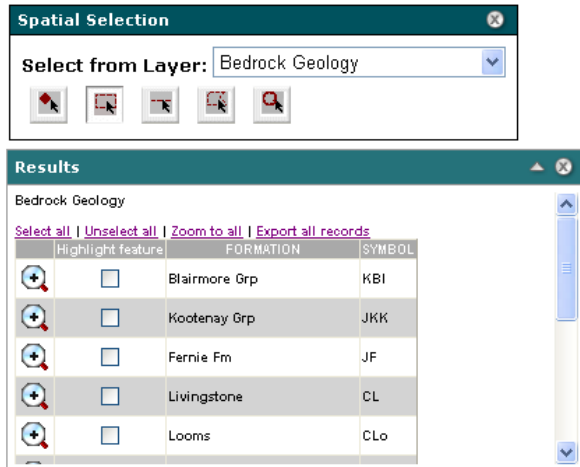 Spatial Selection
Select from Layer: Bedrock Geology
Results
Bedrock Geology
Select all | Unselect all | Zoom to all | Export all records
Highlight feature FORMATION SYMBOL
Blairmore Grp KBl
Kootenay Grp JKK
Fernie Fm JF
Livingstone CL
Looms CLo